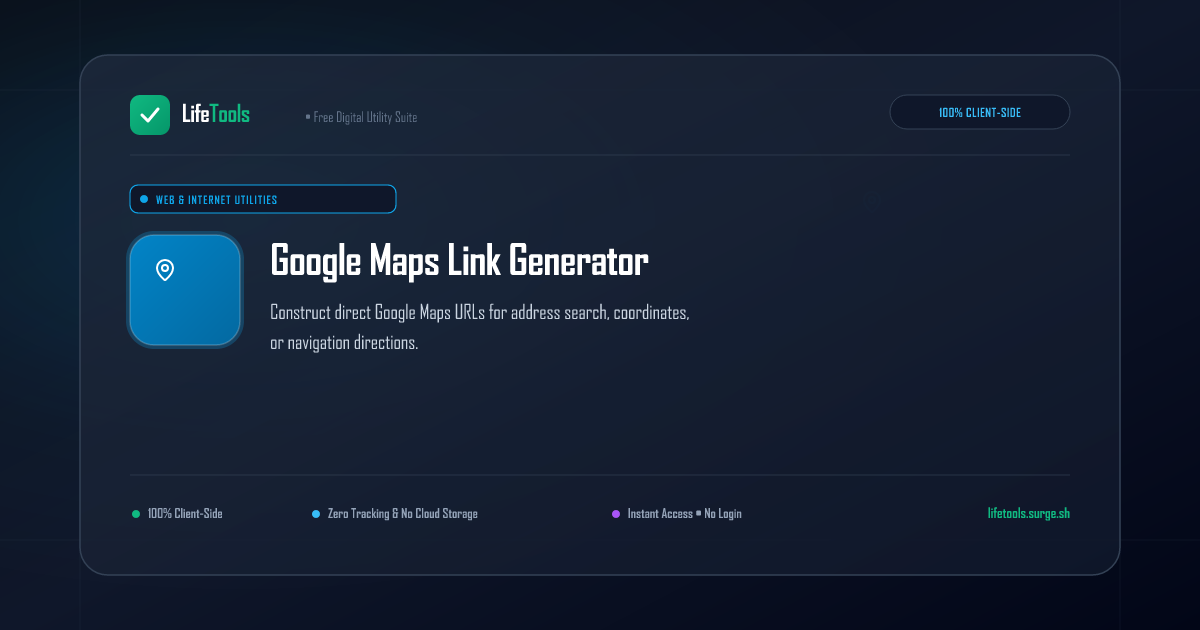 LifeTools
▪ Free Digital Utility Suite
100% CLIENT-SIDE
WEB & INTERNET UTILITIES
Google Maps Link Generator
Construct direct Google Maps URLs for address search, coordinates,
or navigation directions.
100% Client-Side
Zero Tracking & No Cloud Storage
Instant Access ▪ No Login
lifetools.surge.sh